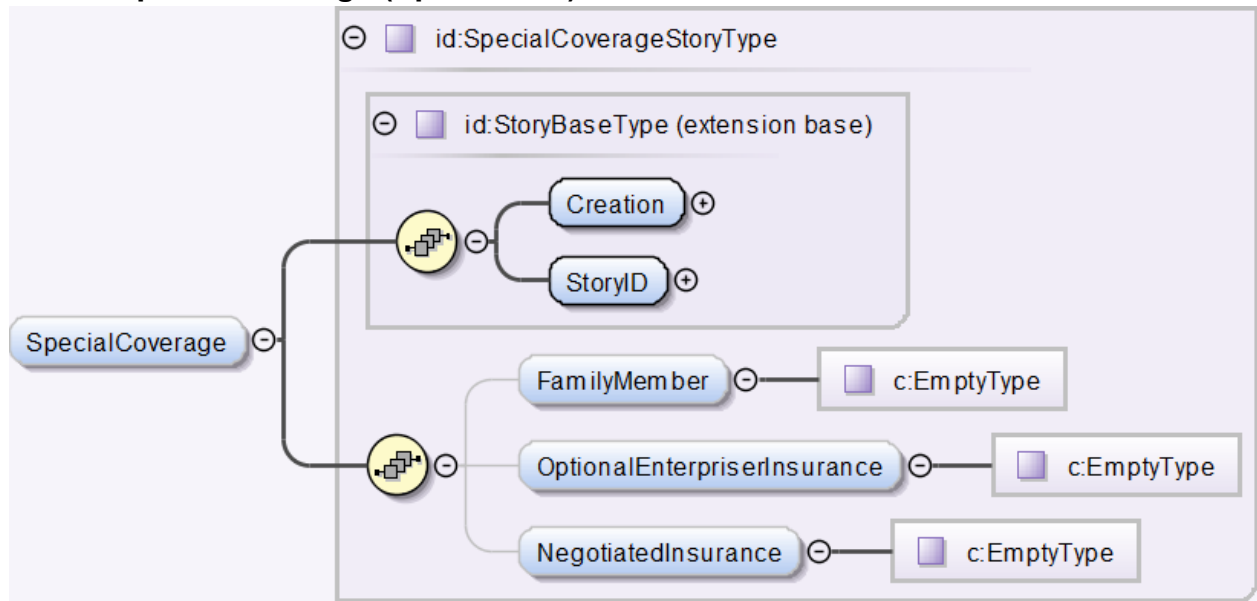 id:SpecialCoverageStoryType
id:StoryBaseType (extension base)
Creation
StoryID
SpecialCoverage
FamilyMember
c:EmptyType
OptionalEnterpriserInsurance
c:EmptyType
NegotiatedInsurance
c:EmptyType